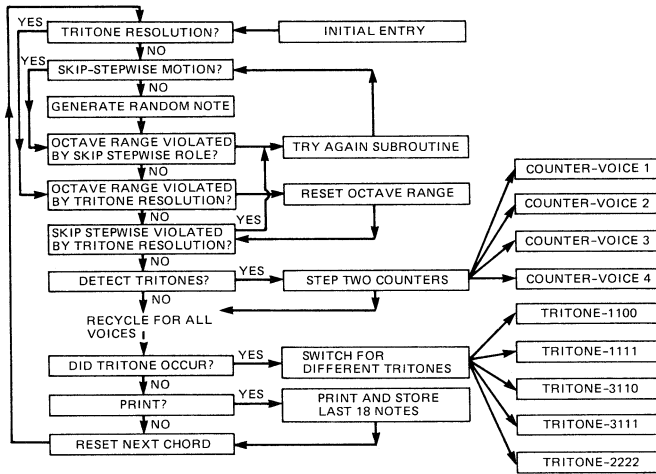 YES
TRITONE RESOLUTION?
INITIAL ENTRY
NO
YES
SKIP-STEPWISE MOTION?
NO
GENERATE RANDOM NOTE
OCTAVE RANGE VIOLATED
BY SKIP STEPWISE ROLE?
TRY AGAIN SUBROUTINE
NO
OCTAVE RANGE VIOLATED
BY TRITONE RESOLUTION?
RESET OCTAVE RANGE
NO
YES
SKIP STEPWISE VIOLATED
BY TRITONE RESOLUTION?
NO
DETECT TRITONES?
YES
STEP TWO COUNTERS
COUNTER-VOICE 1
COUNTER-VOICE 2
COUNTER-VOICE 3
COUNTER-VOICE 4
NO
RECYCLE FOR ALL
VOICES
DID TRITONE OCCUR?
YES
SWITCH FOR
DIFFERENT TRITONES
TRITONE-1100
TRITONE-1111
TRITONE-3110
TRITONE-3111
TRITONE-2222
NO
PRINT?
YES
PRINT AND STORE
LAST 18 NOTES
NO
RESET NEXT CHORD